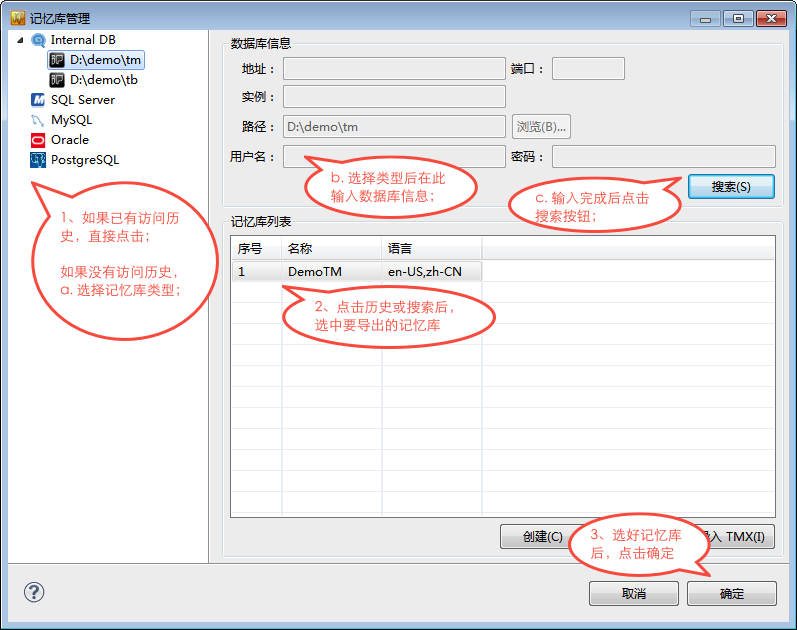 记忆库管理
Internal DB
D:\demo\tm
D:\demo\tb
SQL Server
MySQL
Oracle
PostgreSQL
1、如果已有访问历
史，直接点击；
如果没有访问历史，
a. 选择记忆库类型；
数据库信息
地址：
端口：
实例：
路径：
D:\demo\tm
浏览(B)...
用户名：
密码：
b. 选择类型后在此
输入数据库信息；
c. 输入完成后点击
搜索按钮；
搜索(S)
记忆库列表
序号 名称 语言
1 DemoTM en-US,zh-CN
2、点击历史或搜索后，
选中要导出的记忆库
创建(C)
入 TMX(I)
3、选好记忆库
后，点击确定
取消
确定